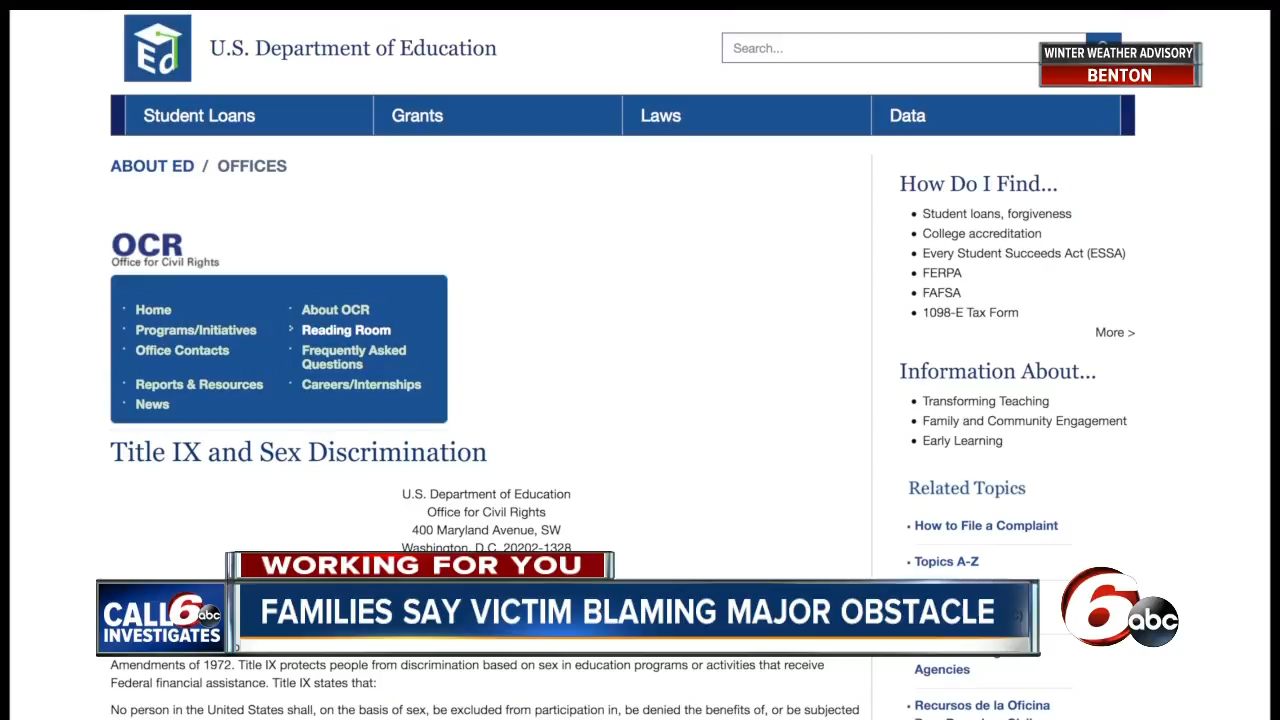 Ed
U.S. Department of Education
Search...
WINTER WEATHER ADVISORY
BENTON
Student Loans
Grants
Laws
Data
ABOUT ED / OFFICES
OCR
Office for Civil Rights
Home
Programs/Initiatives
Office Contacts
Reports & Resources
News
About OCR
Reading Room
Frequently Asked
Questions
Careers/Internships
Title IX and Sex Discrimination
U.S. Department of Education
Office for Civil Rights
400 Maryland Avenue, SW
Washington, D.C. 20202-1328
How Do I Find...
Student loans, forgiveness
College accreditation
Every Student Succeeds Act (ESSA)
FERPA
FAFSA
1098-E Tax Form
More >
Information About...
Transforming Teaching
Family and Community Engagement
Early Learning
Related Topics
How to File a Complaint
Topics A-Z
WORKING FOR YOU
CALL 6 abc
INVESTIGATES
FAMILIES SAY VICTIM BLAMING MAJOR OBSTACLE
6 abc
Amendments of 1972. Title IX protects people from discrimination based on sex in education programs or activities that receive
Federal financial assistance. Title IX states that:
No person in the United States shall, on the basis of sex, be excluded from participation in, be denied the benefits of, or be subjected
Agencies
Recursos de la Oficina